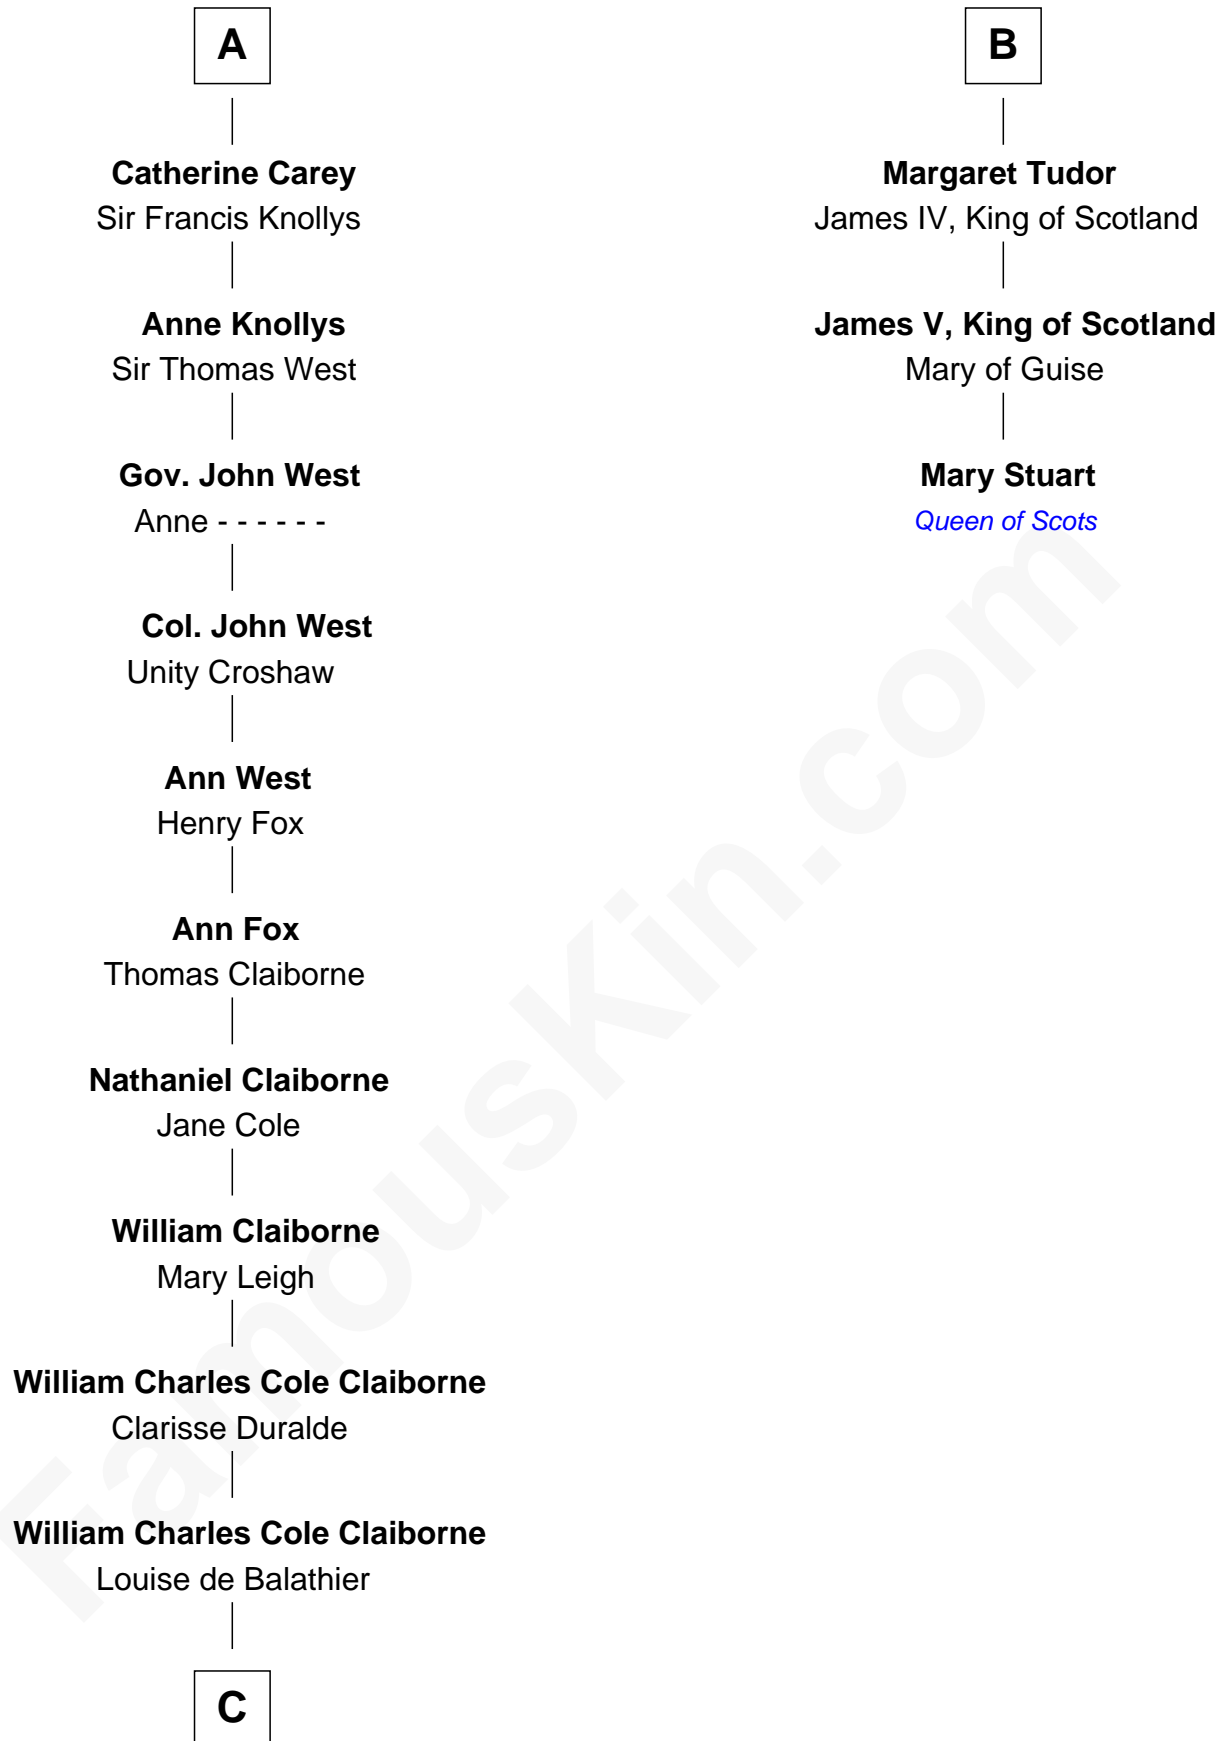 A
Catherine Carey
Sir Francis Knollys
Anne Knollys
Sir Thomas West
Gov. John West
Anne - - - - - -
Col. John West
Unity Croshaw
Ann West
Henry Fox
Ann Fox
Thomas Claiborne
Nathaniel Claiborne
Jane Cole
William Claiborne
Mary Leigh
William Charles Cole Claiborne
Clarisse Duralde
William Charles Cole Claiborne
Louise de Balathier
C
B
Margaret Tudor
James IV, King of Scotland
James V, King of Scotland
Mary of Guise
Mary Stuart
Queen of Scots
FamousKin.com